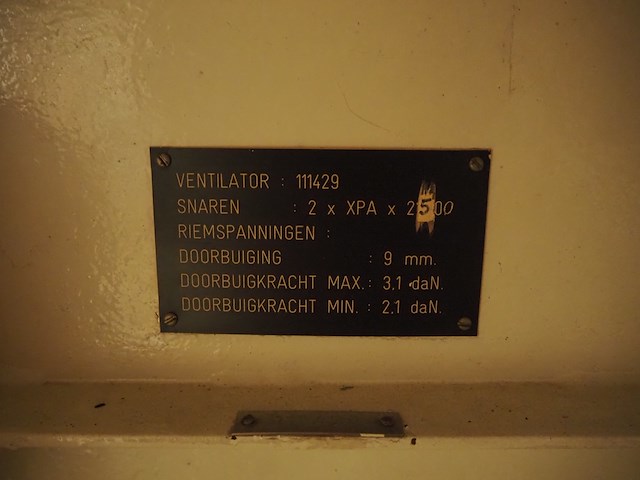 VENTILATOR : 111429
SNAREN : 2 x XPA x 2500
RIEMSPANNINGEN :
DOORBUIGING : 9 mm.
DOORBUIGKRACHT MAX. : 3,1 daN.
DOORBUIGKRACHT MIN. : 2.1 daN.